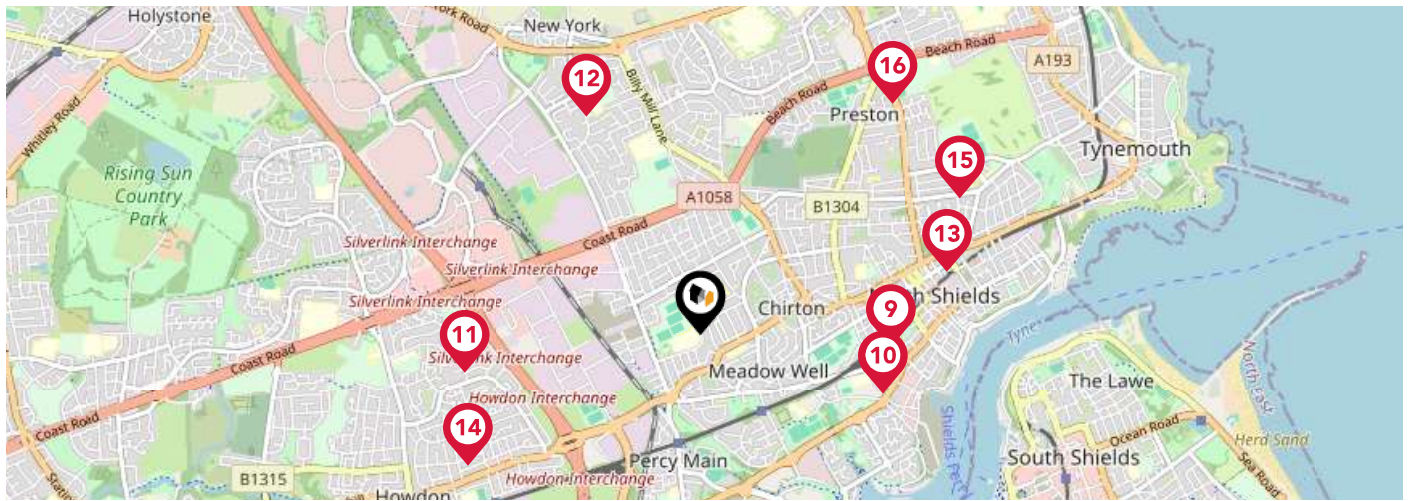 Holystone
York Road
New York
Beach Road
A193
12
16
Whitley Road
Billy Mill Lane
Beach Road
Preston
Tynemouth
15
Rising Sun
Country
Park
A1058
B1304
13
Silverlink Interchange
Coast Road
Silverlink Interchange
Silverlink Interchange
Chirton
9
Shields
11
Silverlink Interchange
10
Tyne
Coast Road
Meadow Well
The Lawe
North East
Howdon Interchange
14
Coast Road
Ocean Road
Herd Sand
South Shields
Percy Main
Sea Road
B1315
Howdon Interchange
Howdon